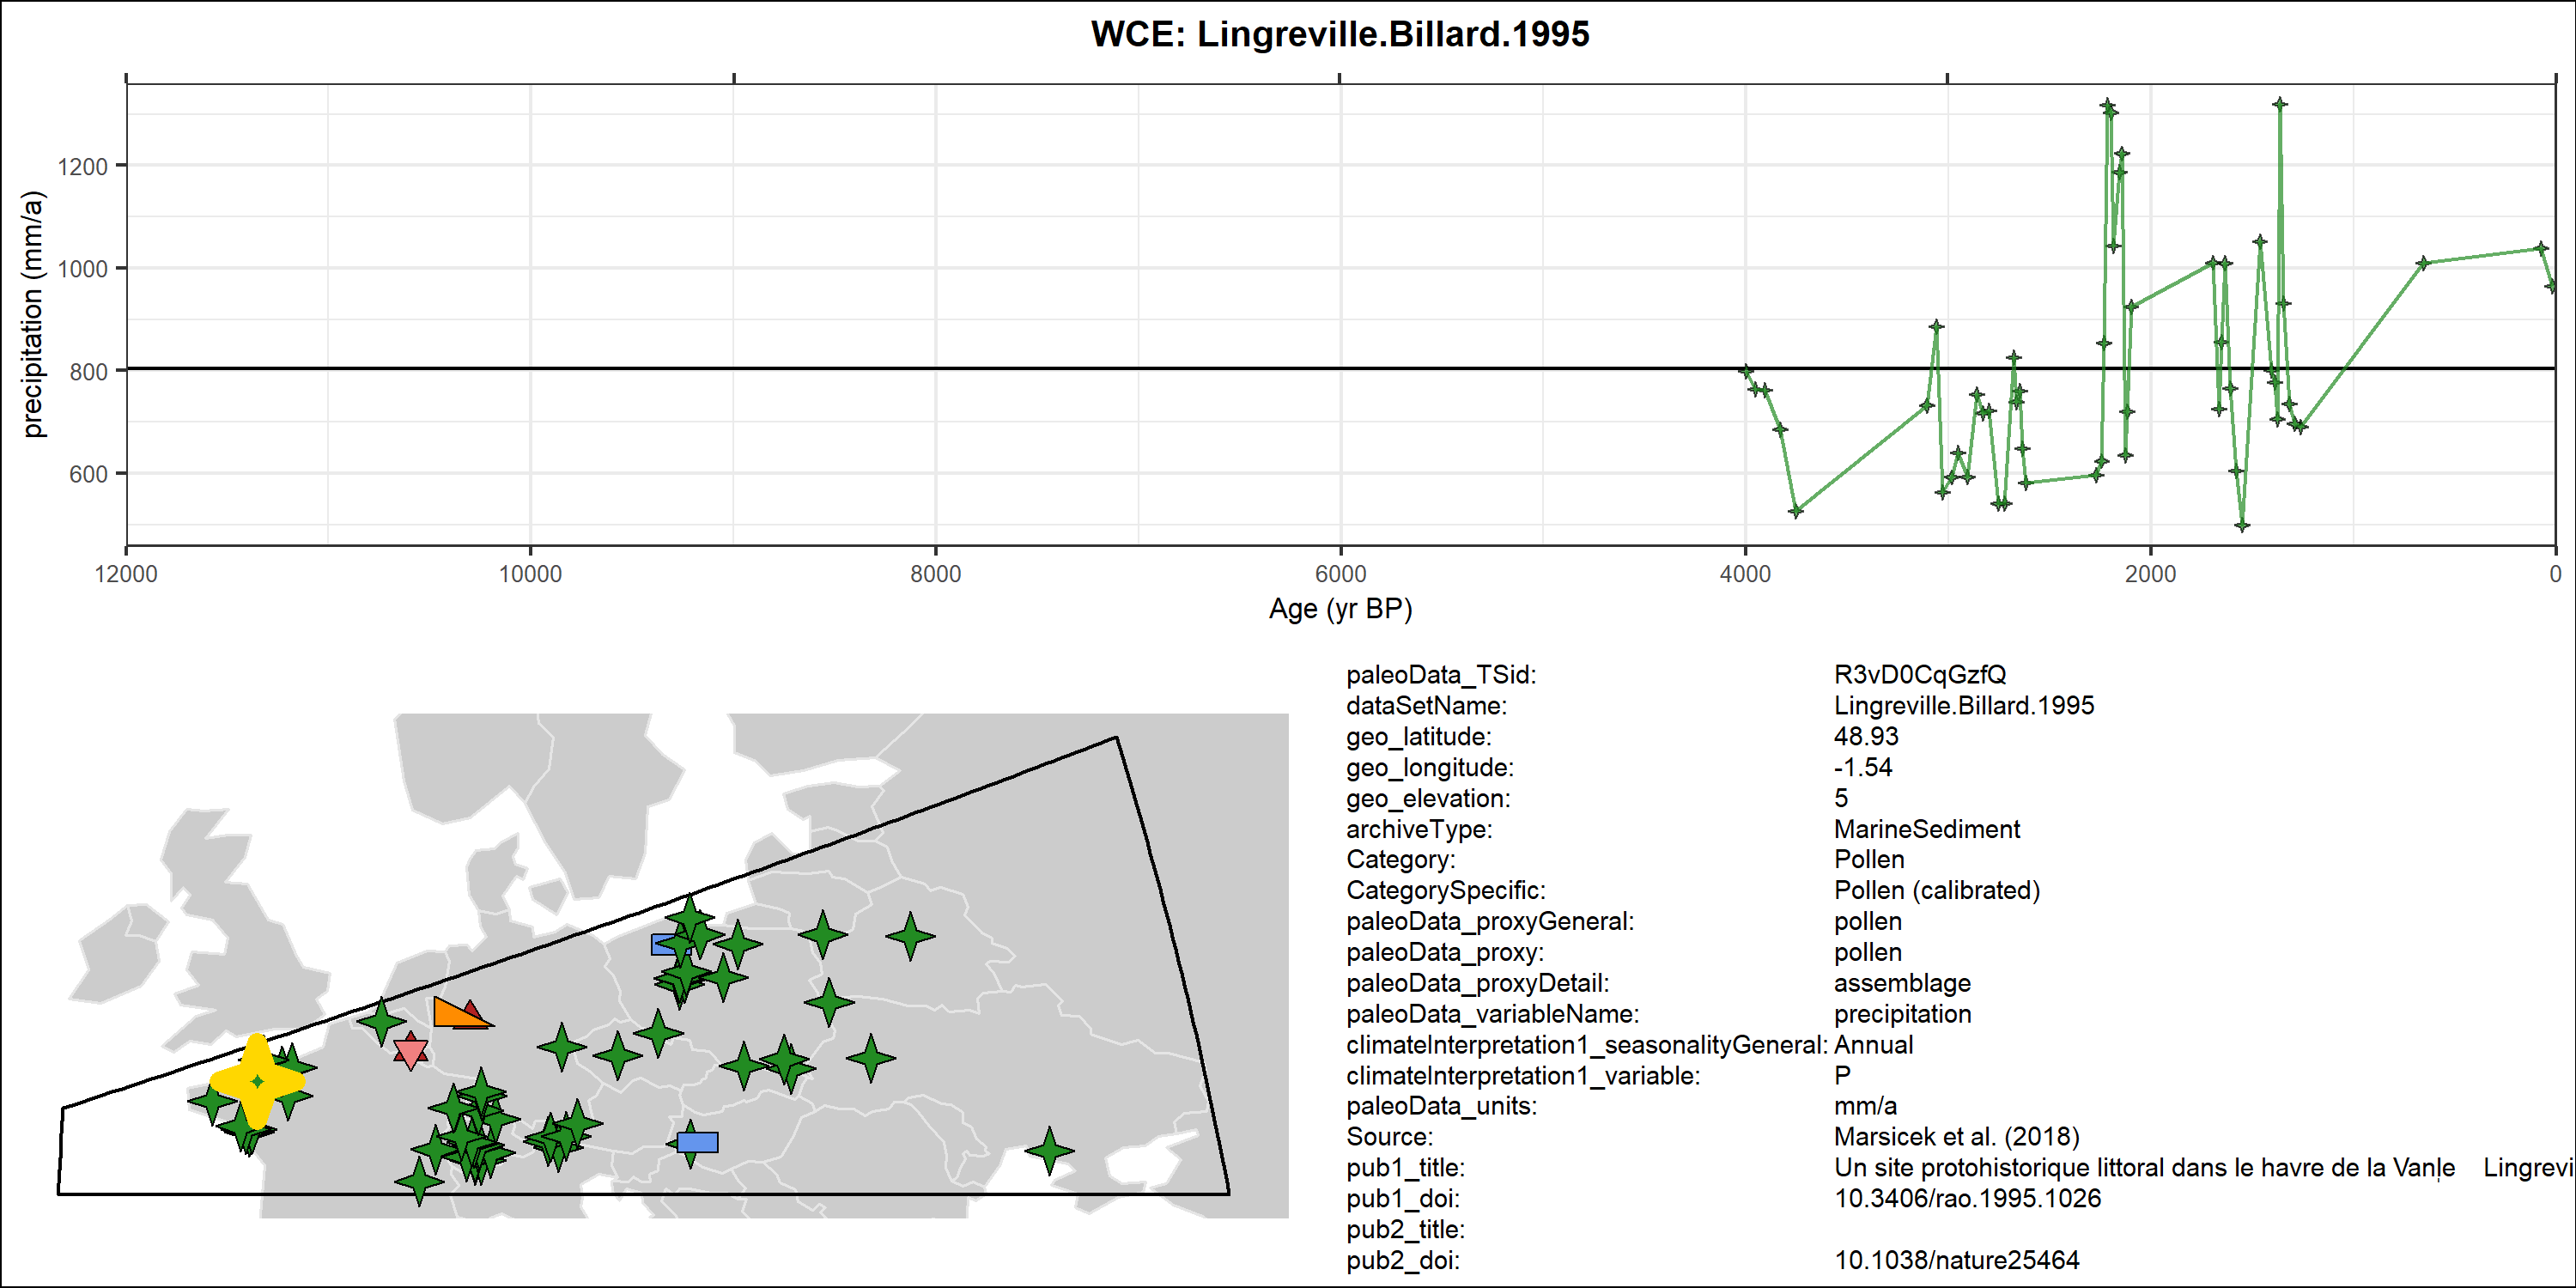 WCE: Lingreville.Billard.1995
precipitation (mm/a)
1200
1000
800
600
12000 10000 8000 6000 4000 2000 0
Age (yr BP)
paleoData_TSid: R3vD0CqGzfQ
dataSetName: Lingreville.Billard.1995
geo_latitude: 48.93
geo_longitude: -1.54
geo_elevation: 5
archiveType: MarineSediment
Category: Pollen
CategorySpecific: Pollen (calibrated)
paleoData_proxyGeneral: pollen
paleoData_proxy: pollen
paleoData_proxyDetail: assemblage
paleoData_variableName: precipitation
climateInterpretation1_seasonalityGeneral: Annual
climateInterpretation1_variable: P
paleoData_units: mm/a
Source: Marsicek et al. (2018)
pub1_title: Un site protohistorique littoral dans le havre de la Vanle Lingrevi
pub1_doi: 10.3406/rao.1995.1026
pub2_title:
pub2_doi: 10.1038/nature25464